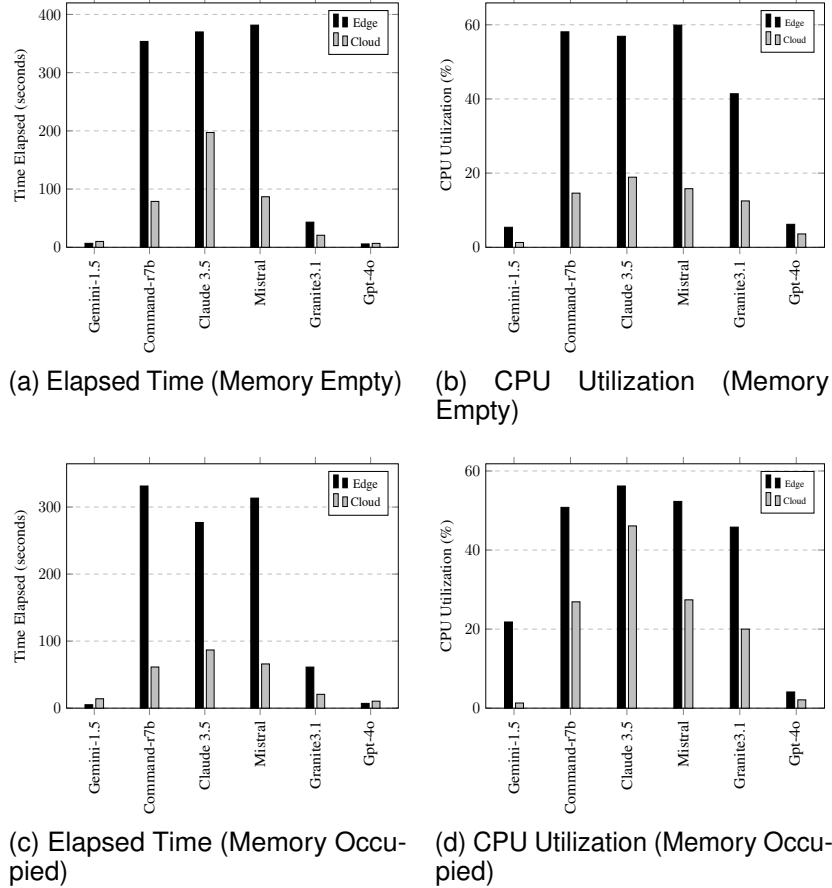 400
300
200
100
0
Time Elapsed (seconds)
Edge
Cloud
Gemini-1.5
Command-r7b
Claude 3.5
Mistral
Granite3.1
Gpt-4o
(a) Elapsed Time (Memory Empty)
60
40
20
0
CPU Utilization (%)
Edge
Cloud
Gemini-1.5
Command-r7b
Claude 3.5
Mistral
Granite3.1
Gpt-4o
(b) CPU Utilization (Memory
Empty)
300
200
100
0
Time Elapsed (seconds)
Edge
Cloud
Gemini-1.5
Command-r7b
Claude 3.5
Mistral
Granite3.1
Gpt-4o
(c) Elapsed Time (Memory Occu-
pied)
60
40
20
0
CPU Utilization (%)
Edge
Cloud
Gemini-1.5
Command-r7b
Claude 3.5
Mistral
Granite3.1
Gpt-4o
(d) CPU Utilization (Memory Occu-
pied)